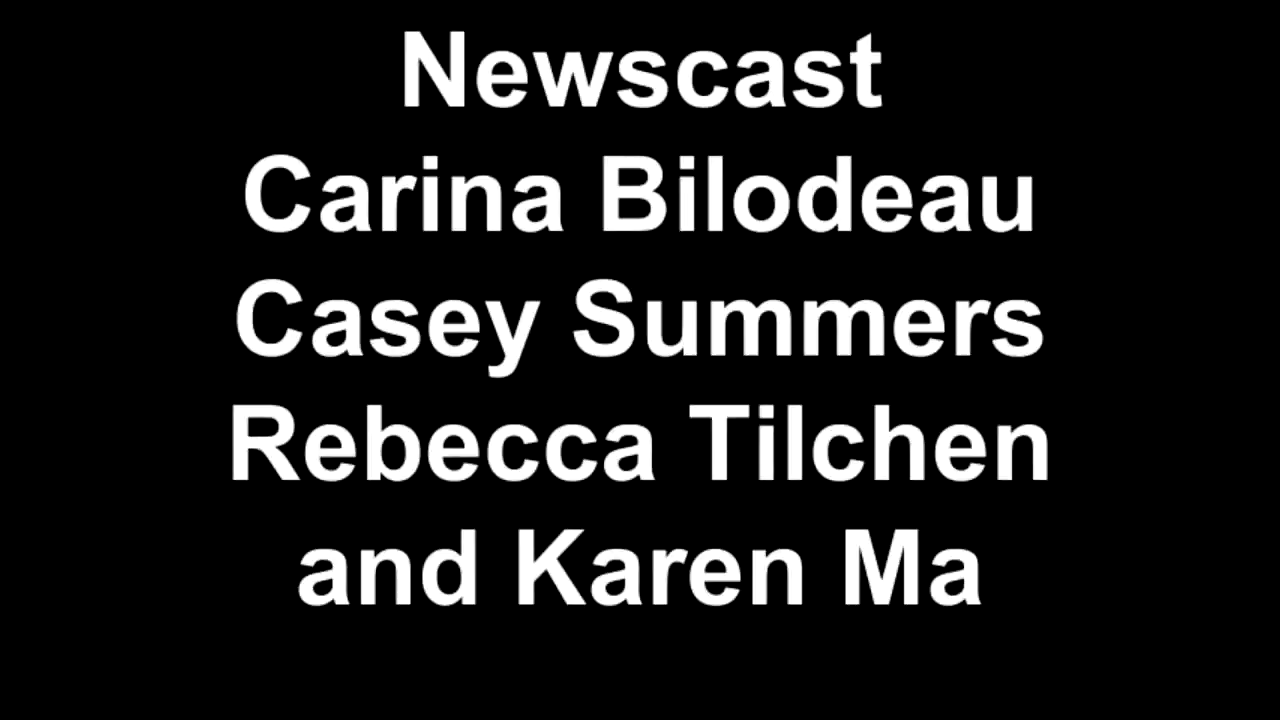 Newscast
Carina Bilodeau
Casey Summers
Rebecca Tilchen
and Karen Ma